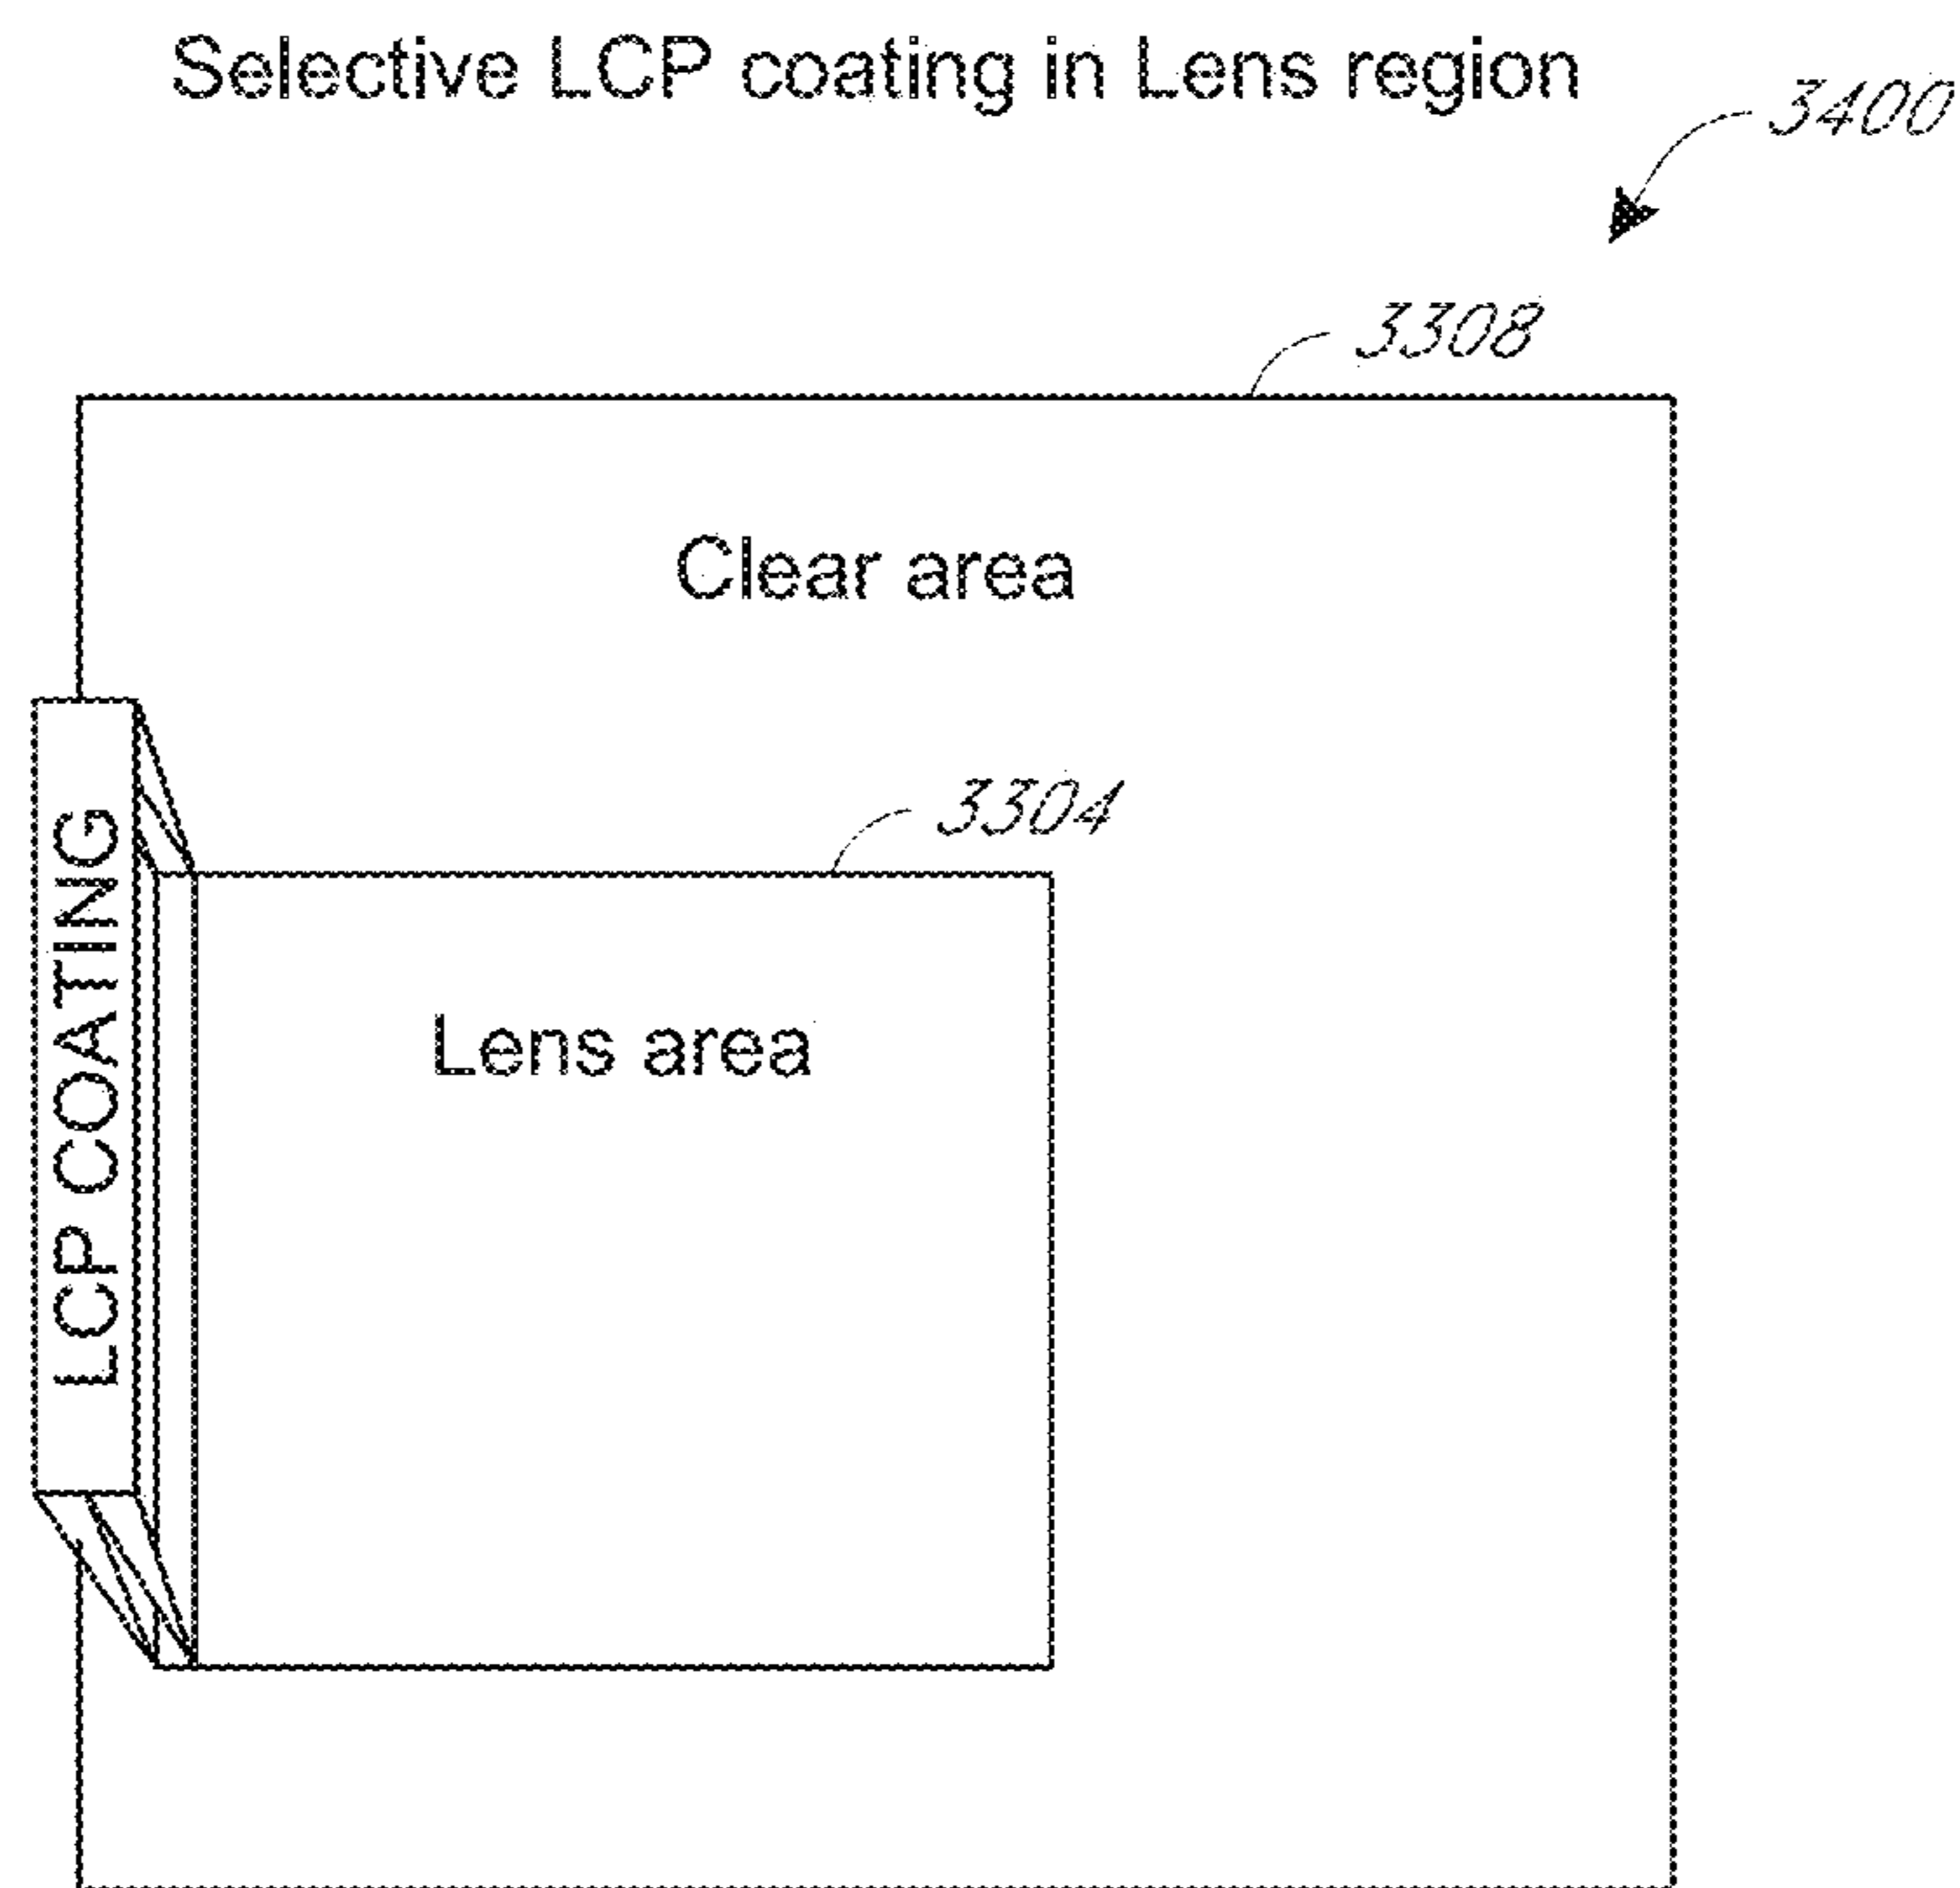 Selective LCP coating in Lens region
3400
3308
Clear area
3304
LCP COATING
Lens area